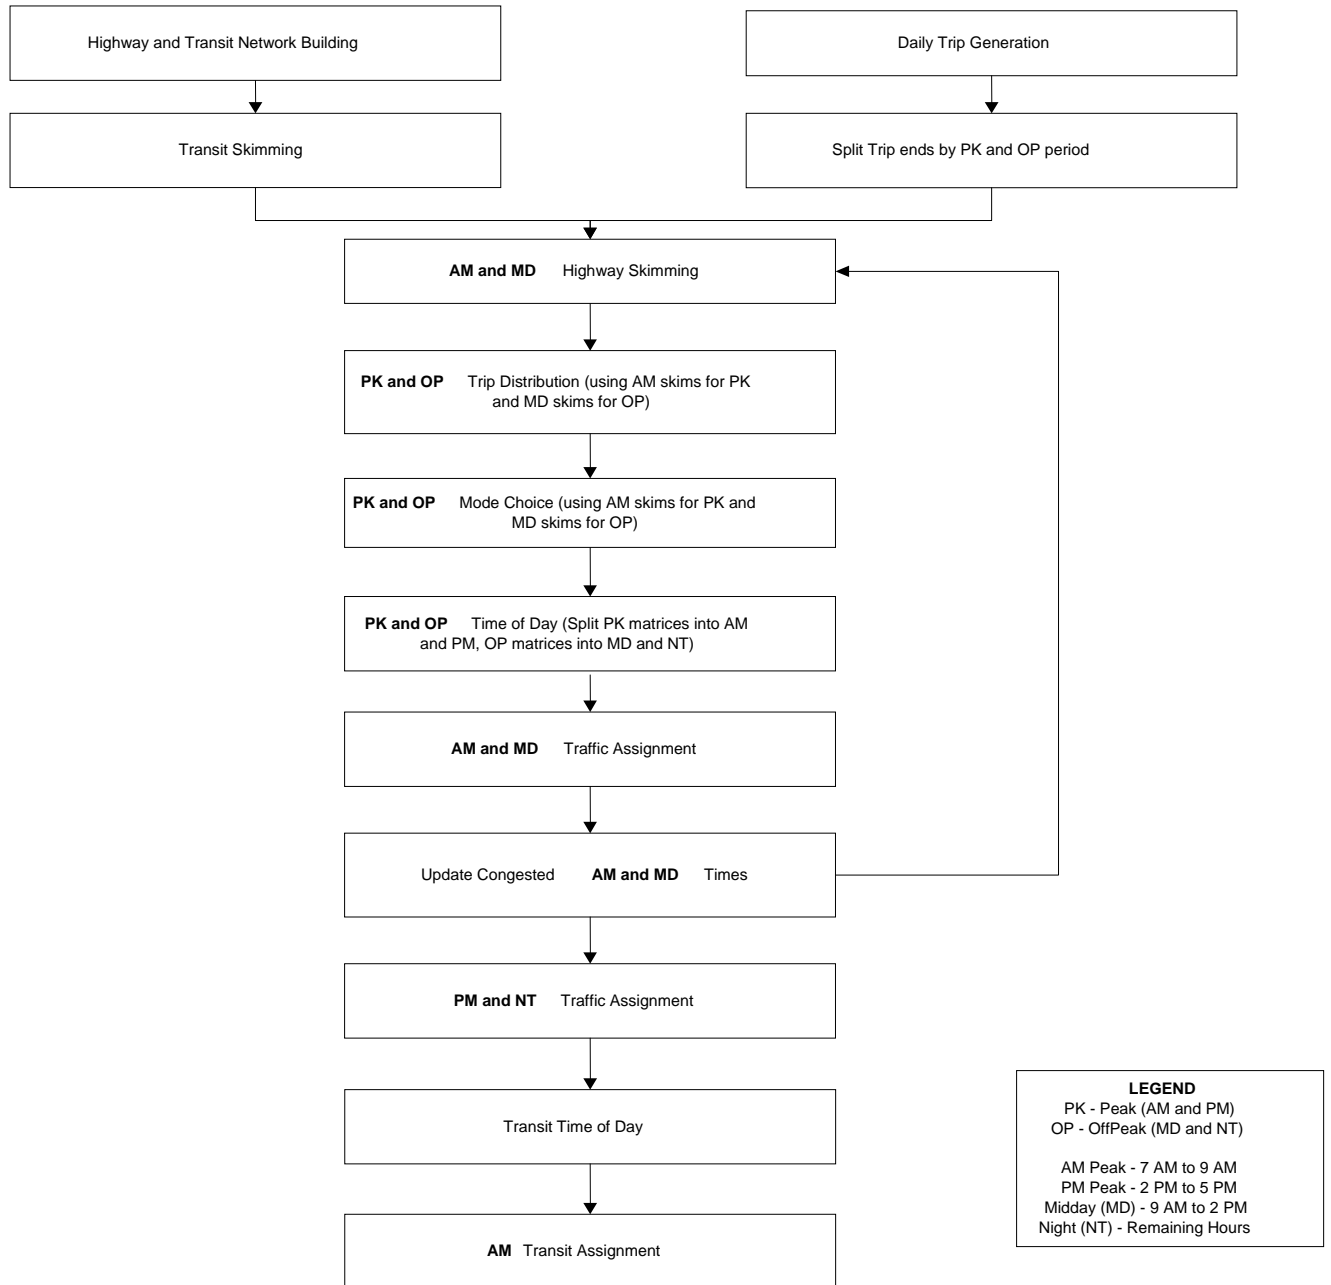 Highway and Transit Network Building
Daily Trip Generation
Transit Skimming
Split Trip ends by PK and OP period
AM and MD Highway Skimming
PK and OP Trip Distribution (using AM skims for PK
and MD skims for OP)
PK and OP Mode Choice (using AM skims for PK and
MD skims for OP)
PK and OP Time of Day (Split PK matrices into AM
and PM, OP matrices into MD and NT)
AM and MD Traffic Assignment
Update Congested AM and MD Times
PM and NT Traffic Assignment
Transit Time of Day
AM Transit Assignment
LEGEND
PK - Peak (AM and PM)
OP - OffPeak (MD and NT)
AM Peak - 7 AM to 9 AM
PM Peak - 2 PM to 5 PM
Midday (MD) - 9 AM to 2 PM
Night (NT) - Remaining Hours